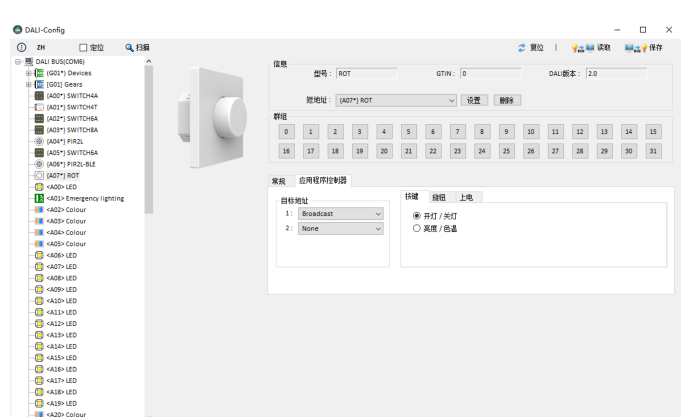 DALI-Config
ZH 定位 扫描 复位 读取 保存
DALI BUS(COM6)
(G01*) Devices
(G01) Gears
(A00*) SWITCH4A
(A01*) SWITCH4T
(A02*) SWITCH6A
(A03*) SWITCH8A
(A04*) PIR2L
(A05*) SWITCH6A
(A06*) PIR2L-BLE
(A07*) ROT
<A00> LED
<A01> Emergency lighting
<A02> Colour
<A03> Colour
<A04> Colour
<A05> Colour
<A06> LED
<A07> LED
<A08> LED
<A09> LED
<A10> LED
<A11> LED
<A12> LED
<A13> LED
<A14> LED
<A15> LED
<A16> LED
<A17> LED
<A18> LED
<A19> LED
<A20> Colour
信息
型号: ROT GTIN: 0 DALI版本: 2.0
短地址: (A07*) ROT 设置 删除
群组
0 1 2 3 4 5 6 7 8 9 10 11 12 13 14 15
16 17 18 19 20 21 22 23 24 25 26 27 28 29 30 31
常规 应用程序控制器
目标地址
1: Broadcast
2: None
按键 旋钮 上电
开灯 / 关灯
亮度 / 色温